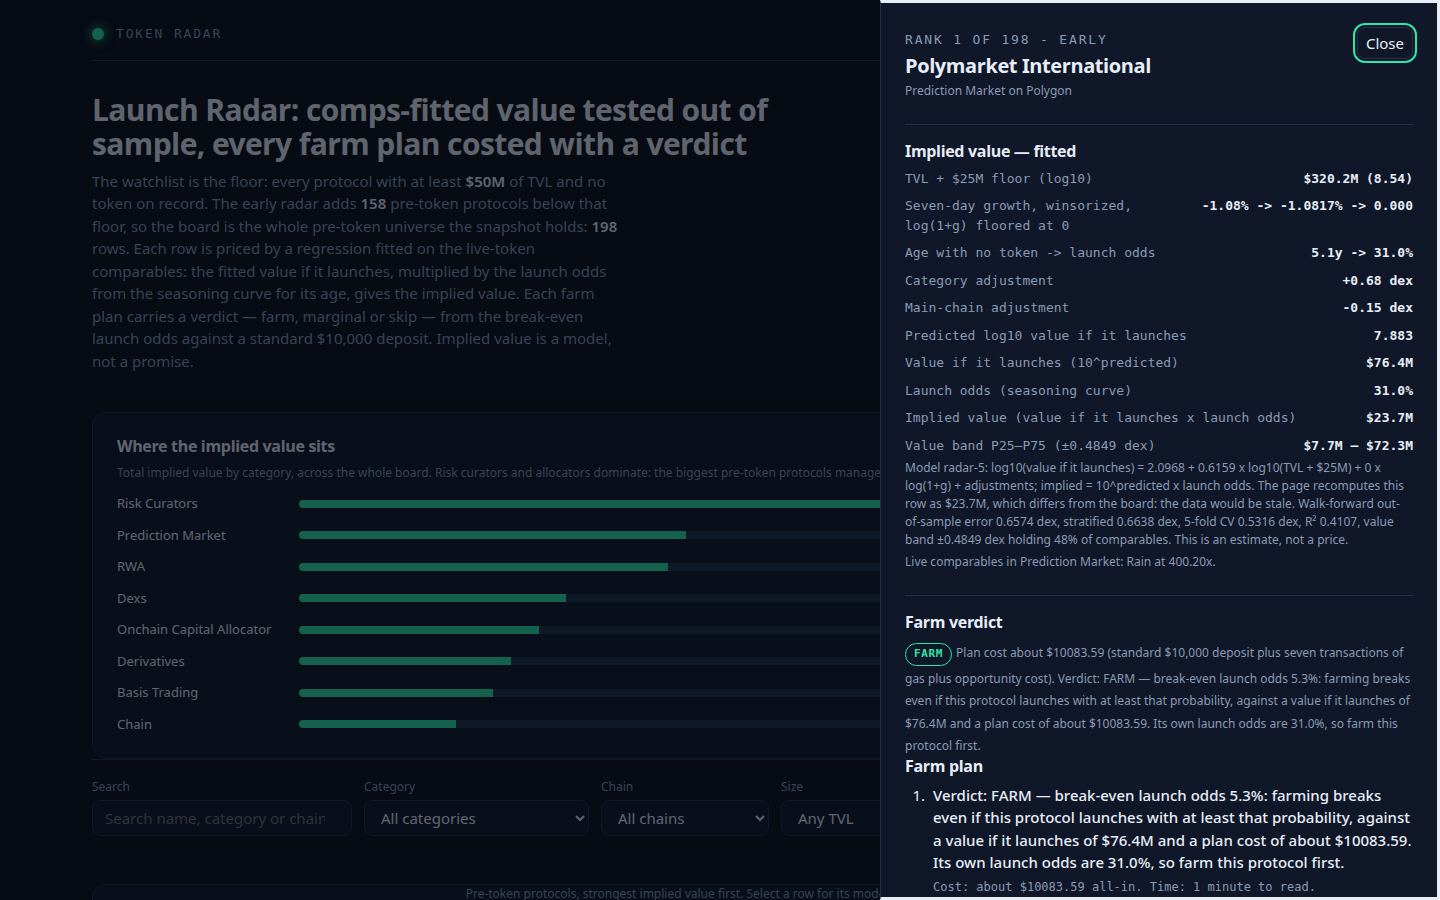 TOKEN RADAR
Launch Radar: comps-fitted value tested out of
sample, every farm plan costed with a verdict
The watchlist is the floor: every protocol with at least $50M of TVL and no
token on record. The early radar adds 158 pre-token protocols below that
floor, so the board is the whole pre-token universe the snapshot holds: 198
rows. Each row is priced by a regression fitted on the live-token
comparables: the fitted value if it launches, multiplied by the launch odds
from the seasoning curve for its age, gives the implied value. Each farm
plan carries a verdict — farm, marginal or skip — from the break-even
launch odds against a standard $10,000 deposit. Implied value is a model,
not a promise.
Where the implied value sits
Total implied value by category, across the whole board. Risk curators and allocators dominate: the biggest pre-token protocols manage
Risk Curators
Prediction Market
RWA
Dexs
Onchain Capital Allocator
Derivatives
Basis Trading
Chain
Search
Category
Chain
Size
Search name, category or chain
All categories
All chains
Any TVL
Pre-token protocols, strongest implied value first. Select a row for its mod
RANK 1 OF 198 - EARLY
Close
Polymarket International
Prediction Market on Polygon
Implied value — fitted
TVL + $25M floor (log10) $320.2M (8.54)
Seven-day growth, winsorized, -1.08% -> -1.0817% -> 0.000
log(1+g) floored at 0
Age with no token -> launch odds 5.1y -> 31.0%
Category adjustment +0.68 dex
Main-chain adjustment -0.15 dex
Predicted log10 value if it launches 7.883
Value if it launches (10^predicted) $76.4M
Launch odds (seasoning curve) 31.0%
Implied value (value if it launches x launch odds) $23.7M
Value band P25–P75 (±0.4849 dex) $7.7M – $72.3M
Model radar-5: log10(value if it launches) = 2.0968 + 0.6159 x log10(TVL + $25M) + 0 x
log(1+g) + adjustments; implied = 10^predicted x launch odds. The page recomputes this
row as $23.7M, which differs from the board: the data would be stale. Walk-forward out-
of-sample error 0.6574 dex, stratified 0.6638 dex, 5-fold CV 0.5316 dex, R² 0.4107, value
band ±0.4849 dex holding 48% of comparables. This is an estimate, not a price.
Live comparables in Prediction Market: Rain at 400.20x.
Farm verdict
FARM Plan cost about $10083.59 (standard $10,000 deposit plus seven transactions of
gas plus opportunity cost). Verdict: FARM — break-even launch odds 5.3%: farming breaks
even if this protocol launches with at least that probability, against a value if it launches of
$76.4M and a plan cost of about $10083.59. Its own launch odds are 31.0%, so farm this
protocol first.
Farm plan
1. Verdict: FARM — break-even launch odds 5.3%: farming breaks
even if this protocol launches with at least that probability, against
a value if it launches of $76.4M and a plan cost of about $10083.59.
Its own launch odds are 31.0%, so farm this protocol first.
Cost: about $10083.59 all-in. Time: 1 minute to read.